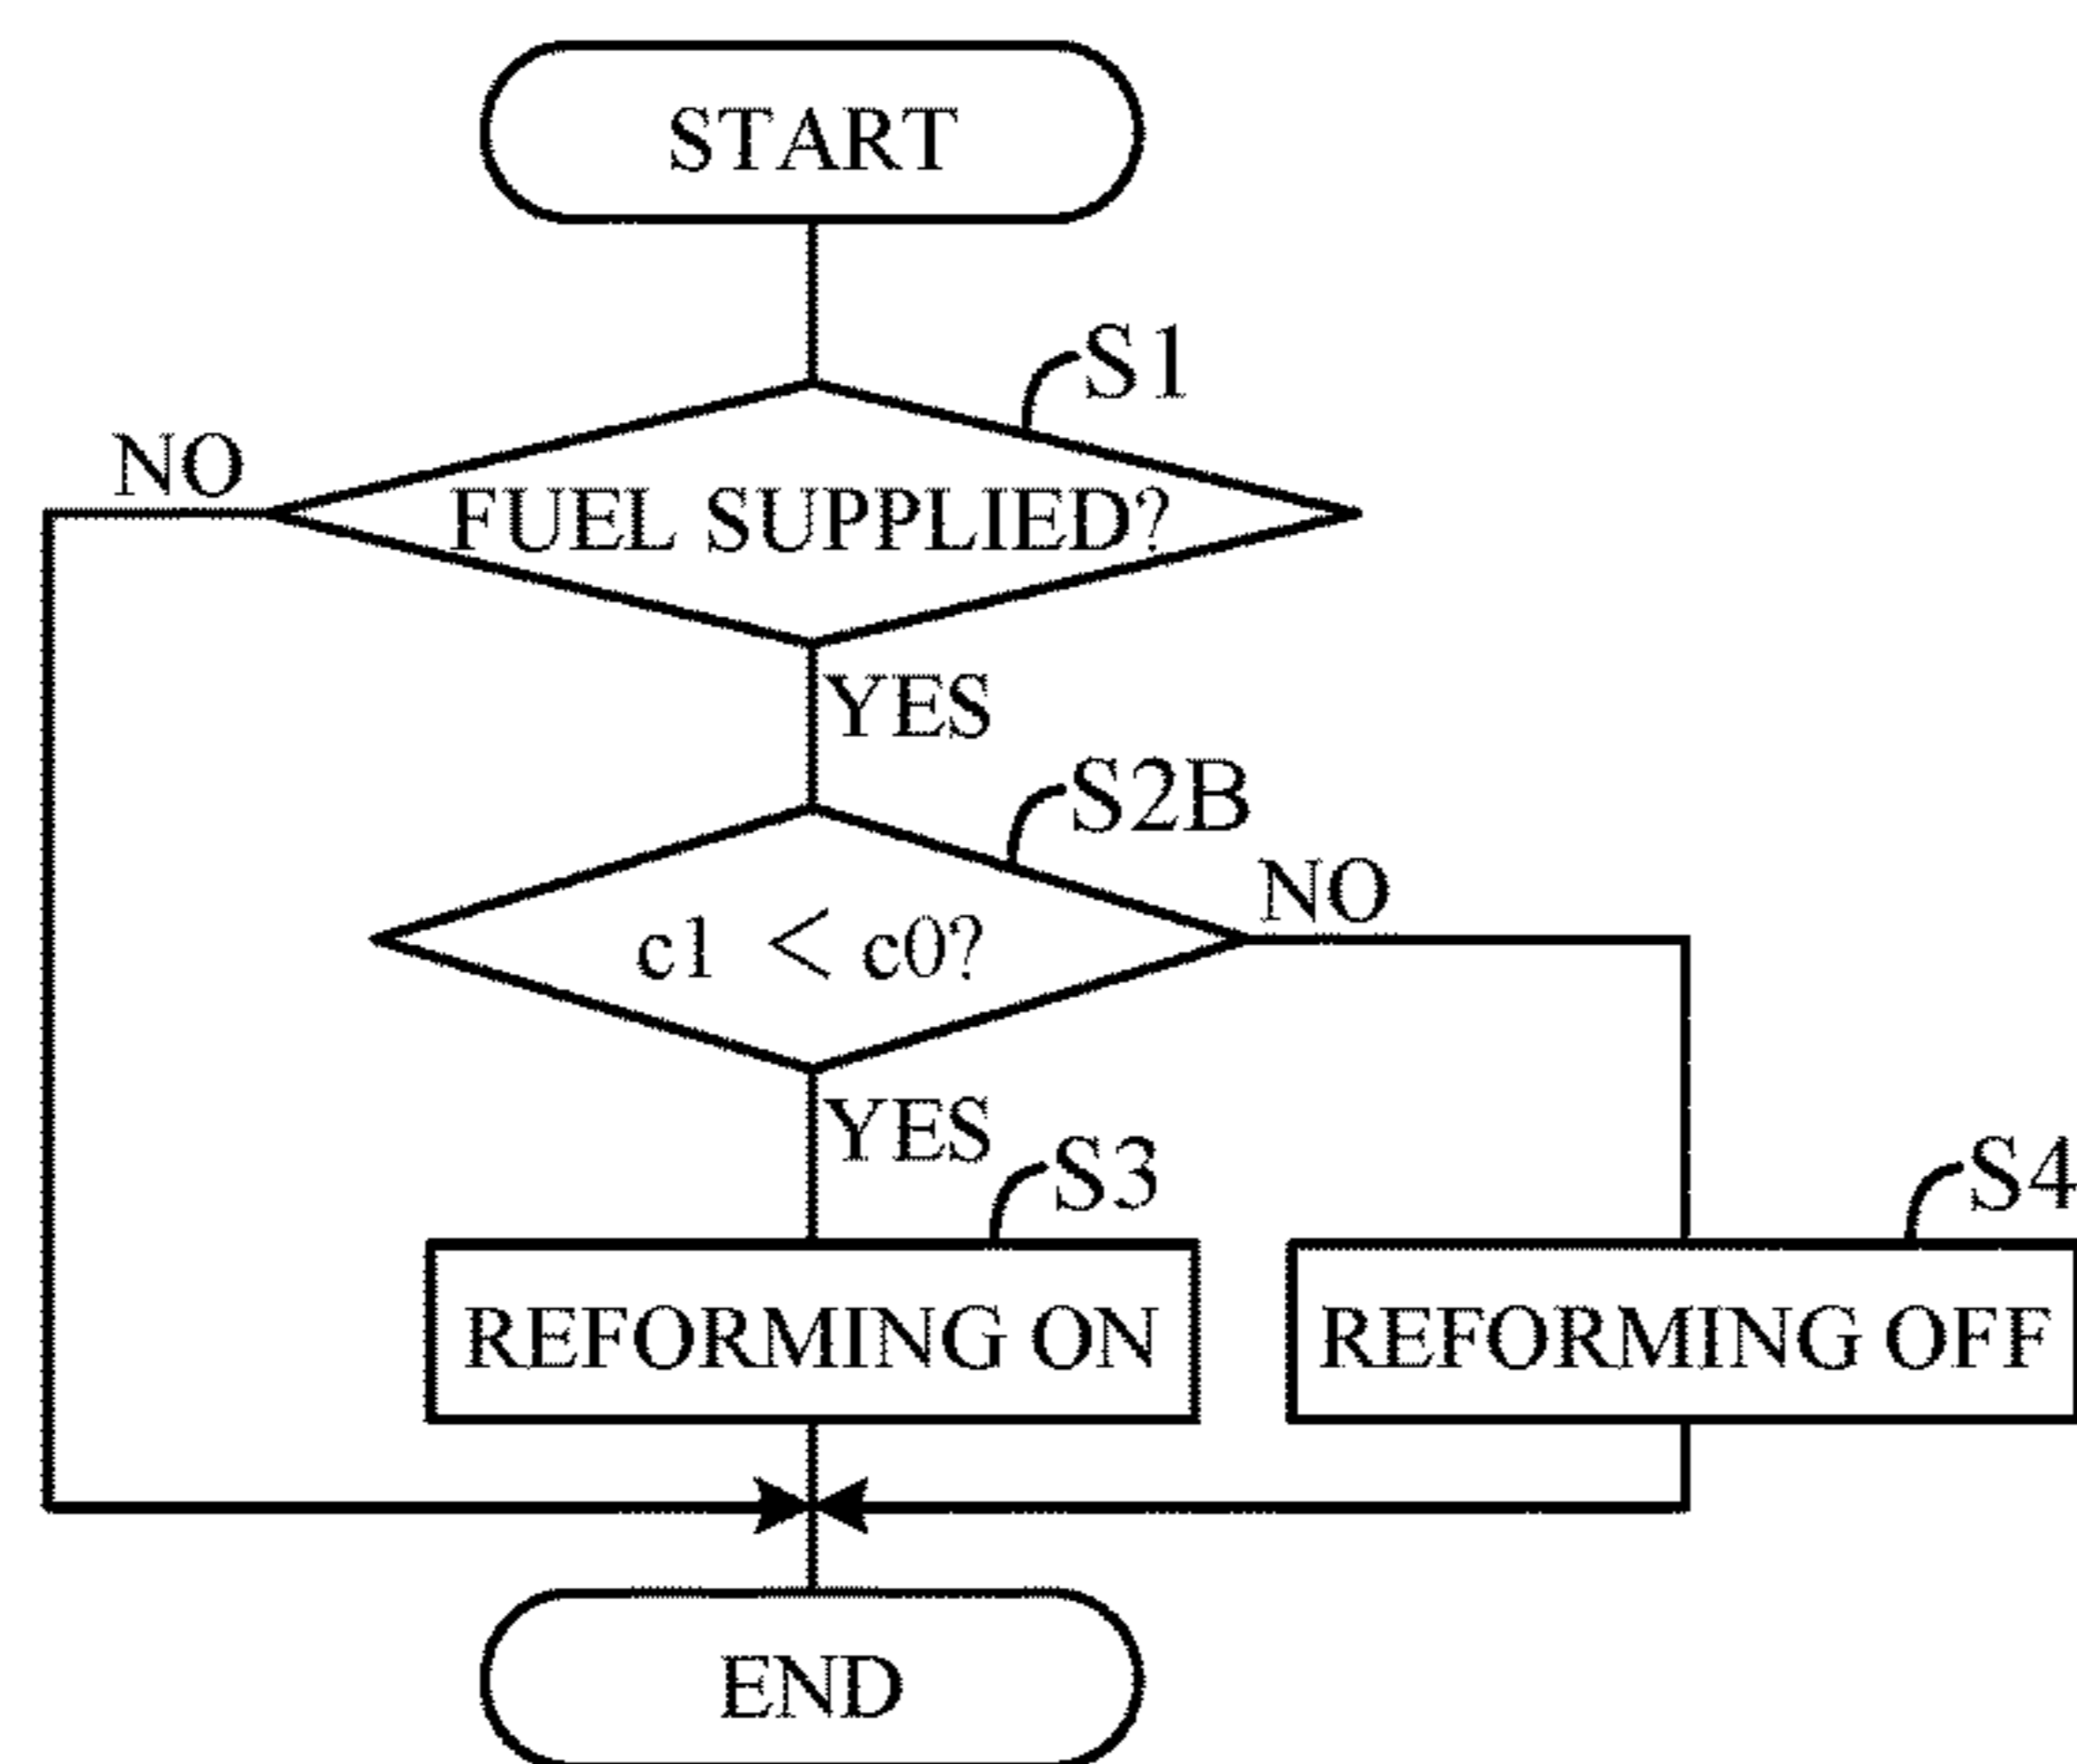 START
S1
NO
FUEL SUPPLIED?
YES
S2B
NO
c1 < c0?
YES
S3
S4
REFORMING ON
REFORMING OFF
END